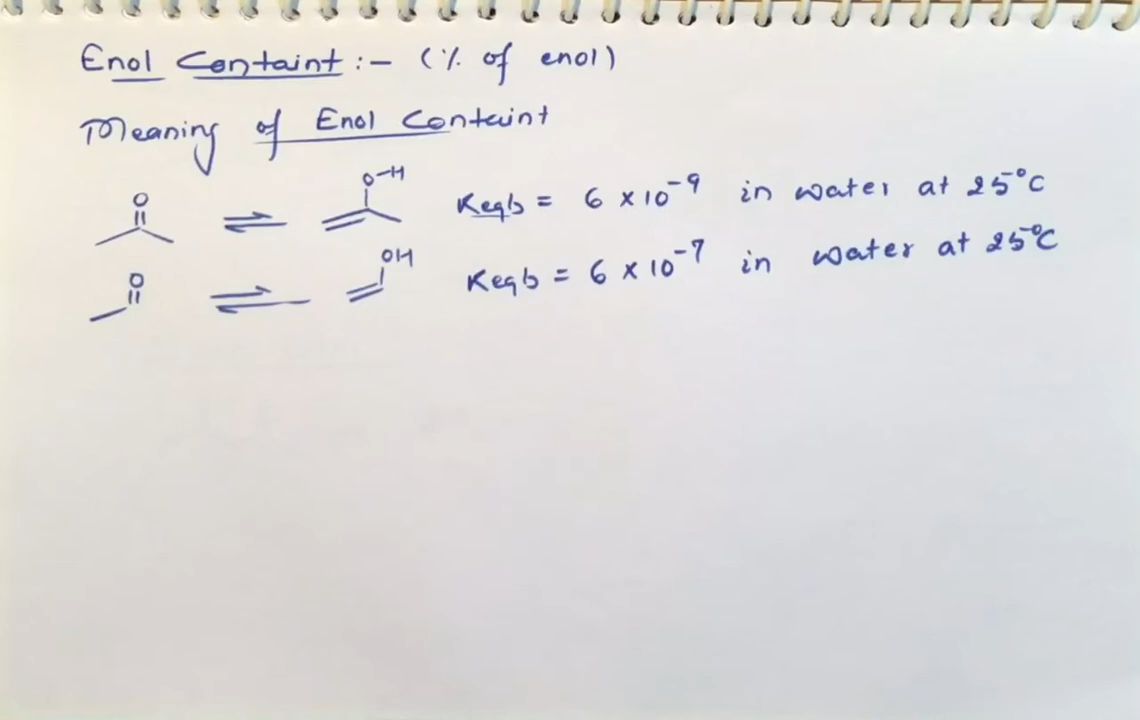 Enol Containt :- (% of enol)
Meaning of Enol Containt
O O-H Keqb = 6 × 10⁻⁹ in water at 25°C
O OH Keqb = 6 × 10⁻⁷ in water at 25°C